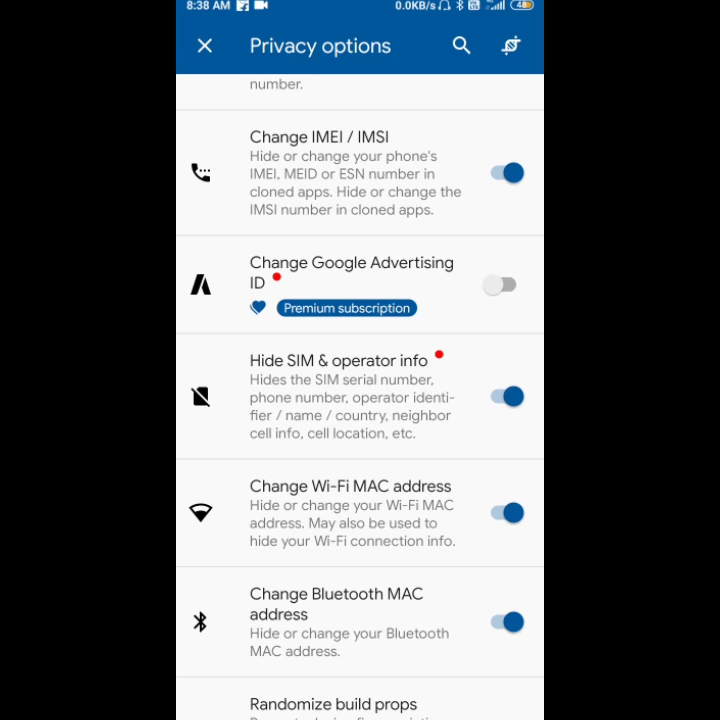 8:38 AM 0.0KB/s 48
Privacy options
number.
Change IMEI / IMSI
Hide or change your phone's
IMEI, MEID or ESN number in
cloned apps. Hide or change the
IMSI number in cloned apps.
Change Google Advertising
ID
Premium subscription
Hide SIM & operator info
Hides the SIM serial number,
phone number, operator identi-
fier / name / country, neighbor
cell info, cell location, etc.
Change Wi-Fi MAC address
Hide or change your Wi-Fi MAC
address. May also be used to
hide your Wi-Fi connection info.
Change Bluetooth MAC
address
Hide or change your Bluetooth
MAC address.
Randomize build props